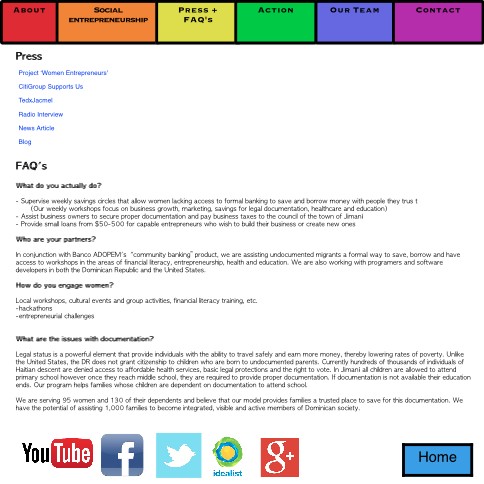 About
Social
entrepreneurship
Press +
FAQ's
Action
Our Team
Contact
Press
Project 'Women Entrepreneurs'
CitiGroup Supports Us
TedxJacmel
Radio Interview
News Article
Blog
FAQ's
What do you actually do?
- Supervise weekly savings circles that allow women lacking access to formal banking to save and borrow money with people they trus t
(Our weekly workshops focus on business growth, marketing, savings for legal documentation, healthcare and education)
- Assist business owners to secure proper documentation and pay business taxes to the council of the town of Jimani
- Provide small loans from $50-500 for capable entrepreneurs who wish to build their business or create new ones
Who are your partners?
In conjunction with Banco ADOPEM's "community banking" product, we are assisting undocumented migrants a formal way to save, borrow and have
access to workshops in the areas of financial literacy, entrepreneurship, health and education. We are also working with programers and software
developers in both the Dominican Republic and the United States.
How do you engage women?
Local workshops, cultural events and group activities, financial literacy training, etc.
-hackathons
-entrepreneurial challenges
What are the issues with documentation?
Legal status is a powerful element that provide individuals with the ability to travel safely and earn more money, thereby lowering rates of poverty. Unlike
the United States, the DR does not grant citizenship to children who are born to undocumented parents. Currently hundreds of thousands of individuals of
Haitian descent are denied access to affordable health services, basic legal protections and the right to vote. In Jimani all children are allowed to attend
primary school however once they reach middle school, they are required to provide proper documentation. If documentation is not available their education
ends. Our program helps families whose children are dependent on documentation to attend school.
We are serving 95 women and 130 of their dependents and believe that our model provides families a trusted place to save for this documentation. We
have the potential of assisting 1,000 families to become integrated, visible and active members of Dominican society.
YouTube
f
idealist
g+
Home